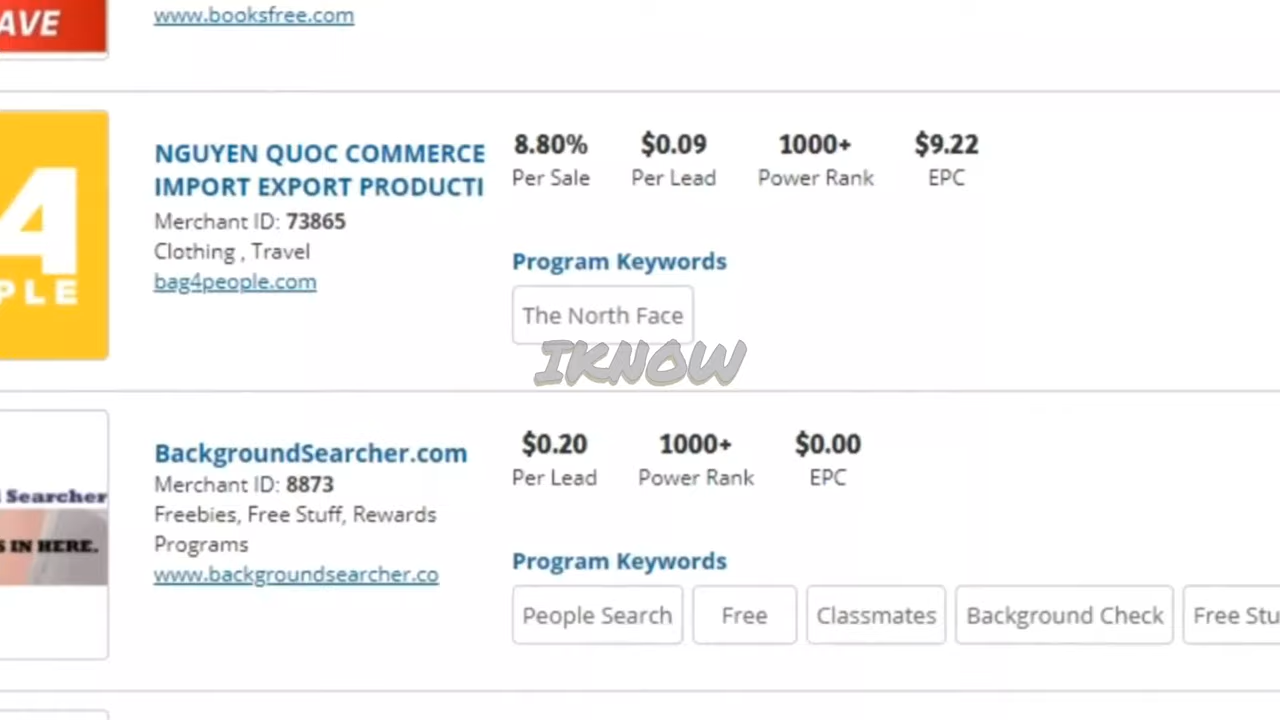 AVE
www.booksfree.com
4
PLE
NGUYEN QUOC COMMERCE
IMPORT EXPORT PRODUCTI
Merchant ID: 73865
Clothing , Travel
bag4people.com
8.80% $0.09 1000+ $9.22
Per Sale Per Lead Power Rank EPC
Program Keywords
The North Face
IKNOW
Searcher
S IN HERE.
BackgroundSearcher.com
Merchant ID: 8873
Freebies, Free Stuff, Rewards
Programs
www.backgroundsearcher.co
$0.20 1000+ $0.00
Per Lead Power Rank EPC
Program Keywords
People Search Free Classmates Background Check Free Stu